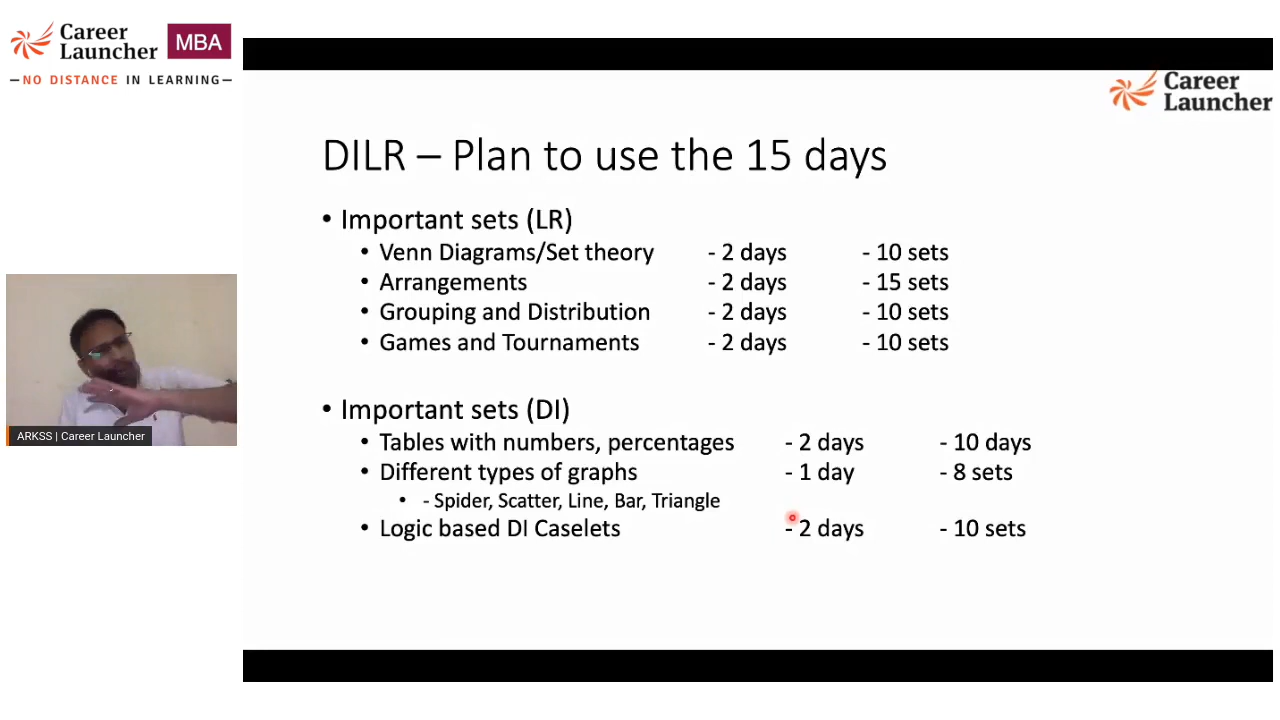 Career
Launcher
MBA
—NO DISTANCE IN LEARNING—
Career
Launcher
DILR – Plan to use the 15 days
• Important sets (LR)
• Venn Diagrams/Set theory - 2 days - 10 sets
• Arrangements - 2 days - 15 sets
• Grouping and Distribution - 2 days - 10 sets
• Games and Tournaments - 2 days - 10 sets
• Important sets (DI)
• Tables with numbers, percentages - 2 days - 10 days
• Different types of graphs - 1 day - 8 sets
• - Spider, Scatter, Line, Bar, Triangle
• Logic based DI Caselets - 2 days - 10 sets
ARKSS | Career Launcher